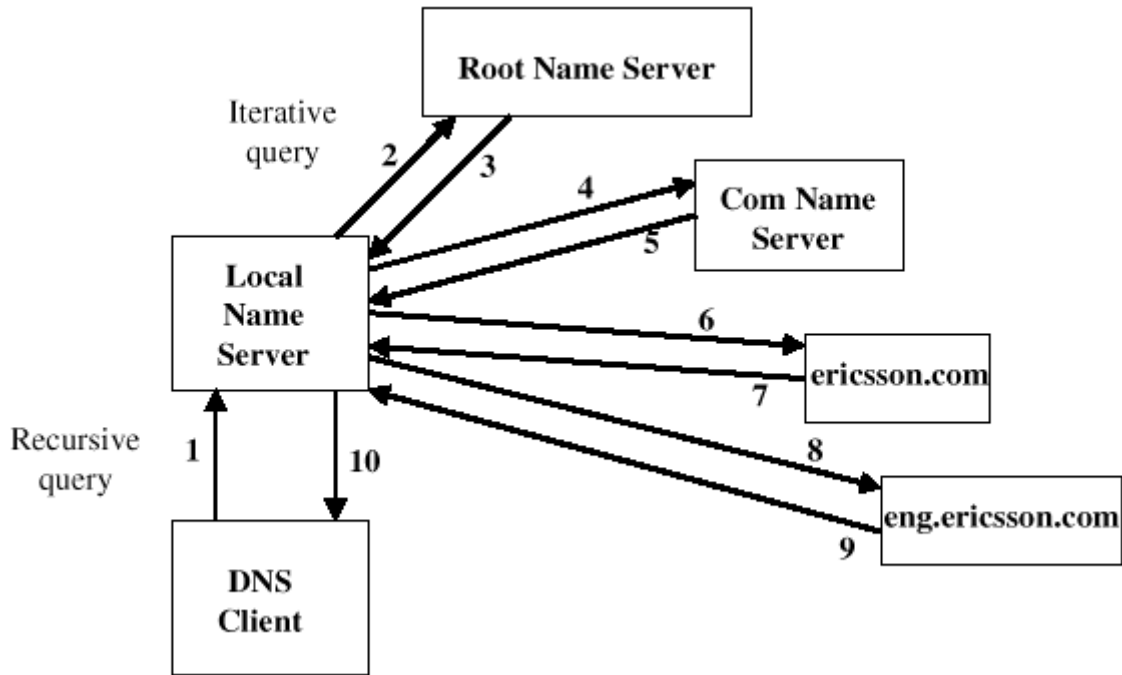 Root Name Server
Iterative
query
2
3
4
Com Name
Server
5
Local
Name
Server
6
ericsson.com
7
Recursive
query
1
10
8
eng.ericsson.com
9
DNS
Client